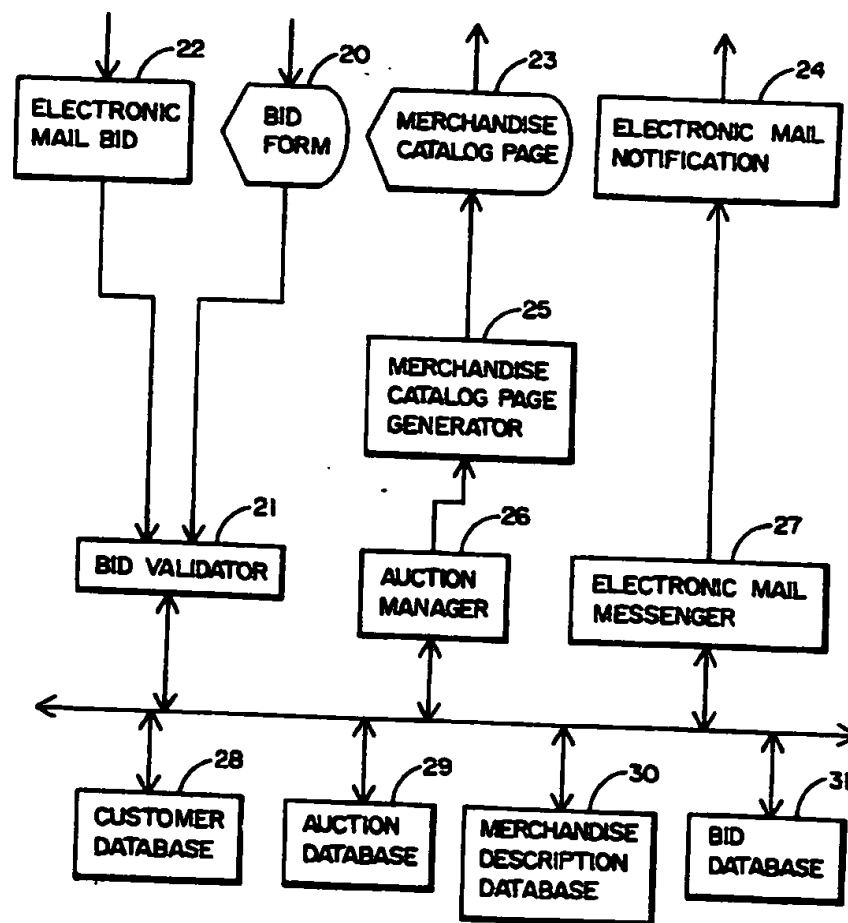 22
20
23
24
ELECTRONIC
MAIL BID
BID
FORM
MERCHANDISE
CATALOG PAGE
ELECTRONIC MAIL
NOTIFICATION
25
MERCHANDISE
CATALOG PAGE
GENERATOR
21
26
27
BID VALIDATOR
AUCTION
MANAGER
ELECTRONIC MAIL
MESSENGER
28
29
30
31
CUSTOMER
DATABASE
AUCTION
DATABASE
MERCHANDISE
DESCRIPTION
DATABASE
BID
DATABASE